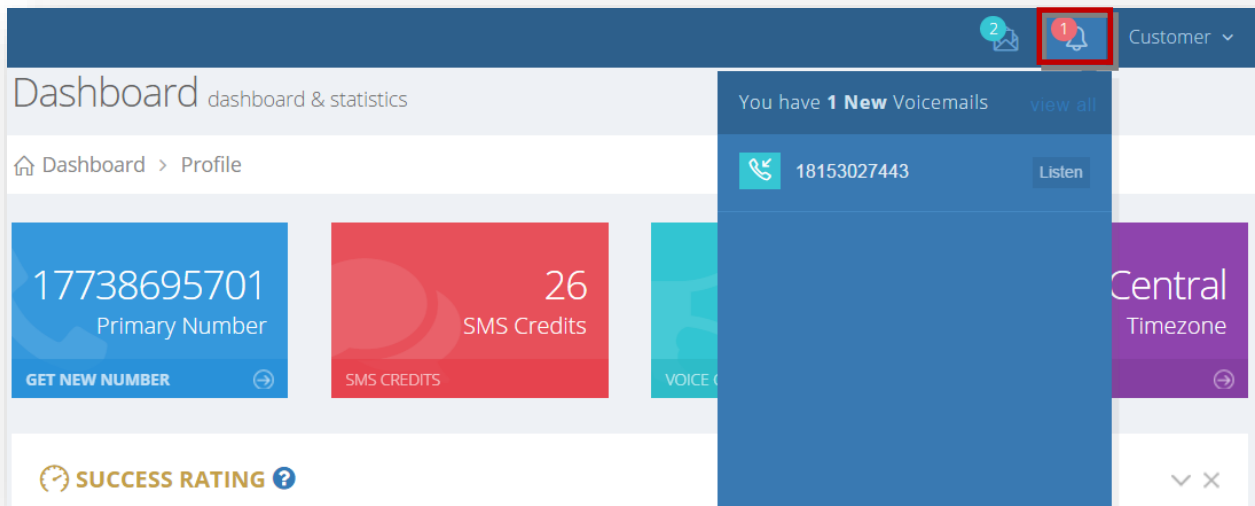 2
1
Customer
Dashboard dashboard & statistics
You have 1 New Voicemails view all
Dashboard > Profile
18153027443
Listen
17738695701
Primary Number
GET NEW NUMBER
26
SMS Credits
SMS CREDITS
VOICE
Central
Timezone
SUCCESS RATING ?